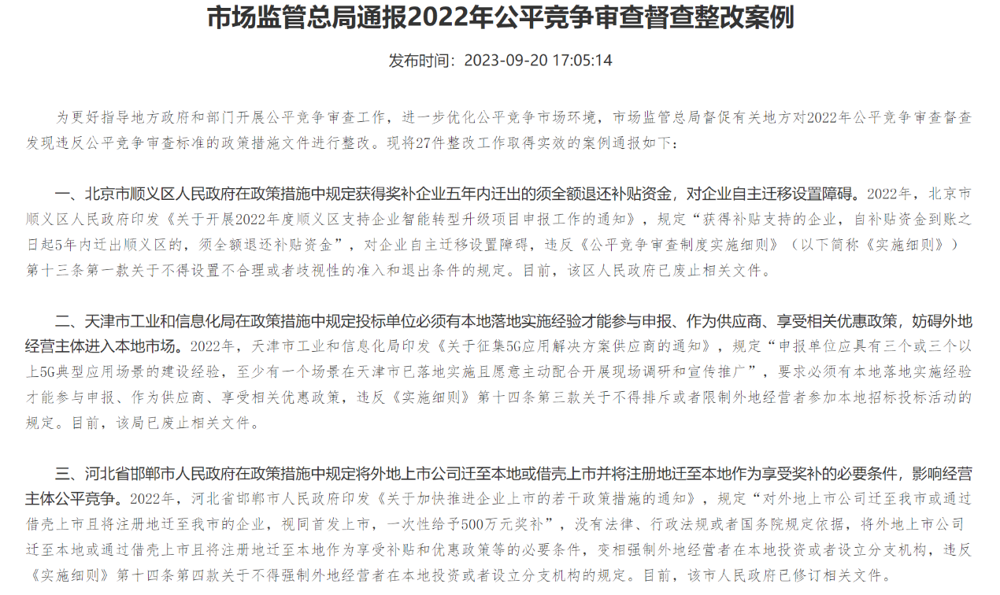 市场监管总局通报2022年公平竞争审查督查整改案例
发布时间：2023-09-20 17:05:14
为更好指导地方政府和部门开展公平竞争审查工作，进一步优化公平竞争市场环境，市场监管总局督促有关地方对2022年公平竞争审查督查
发现违反公平竞争审查标准的政策措施文件进行整改。现将27件整改工作取得实效的案例通报如下：
一、北京市顺义区人民政府在政策措施中规定获得奖补企业五年内迁出的须全额退还补贴资金，对企业自主迁移设置障碍。2022年，北京市
顺义区人民政府印发《关于开展2022年度顺义区支持企业智能转型升级项目申报工作的通知》，规定“获得补贴支持的企业，自补贴资金到账之
日起5年内迁出顺义区的，须全额退还补贴资金”，对企业自主迁移设置障碍，违反《公平竞争审查制度实施细则》（以下简称《实施细则》）
第十三条第一款关于不得设置不合理或者歧视性的准入和退出条件的规定。目前，该区人民政府已废止相关文件。
二、天津市工业和信息化局在政策措施中规定投标单位必须有本地落地实施经验才能参与申报、作为供应商、享受相关优惠政策，妨碍外地
经营主体进入本地市场。2022年，天津市工业和信息化局印发《关于征集5G应用解决方案供应商的通知》，规定“申报单位应具有三个或三个以
上5G典型应用场景的建设经验，至少有一个场景在天津市已落地实施且愿意主动配合开展现场调研和宣传推广”，要求必须有本地落地实施经验
才能参与申报、作为供应商、享受相关优惠政策，违反《实施细则》第十四条第三款关于不得排斥或者限制外地经营者参加本地招标投标活动的
规定。目前，该局已废止相关文件。
三、河北省邯郸市人民政府在政策措施中规定将外地上市公司迁至本地或借壳上市并将注册地迁至本地作为享受奖补的必要条件，影响经营
主体公平竞争。2022年，河北省邯郸市人民政府印发《关于加快推进企业上市的若干政策措施的通知》，规定“对外地上市公司迁至我市或通过
借壳上市且将注册地迁至我市的企业，视同首发上市，一次性给予500万元奖补”，没有法律、行政法规或者国务院规定依据，将外地上市公司
迁至本地或通过借壳上市且将注册地迁至本地作为享受补贴和优惠政策等的必要条件，变相强制外地经营者在本地投资或者设立分支机构，违反
《实施细则》第十四条第四款关于不得强制外地经营者在本地投资或者设立分支机构的规定。目前，该市人民政府已修订相关文件。